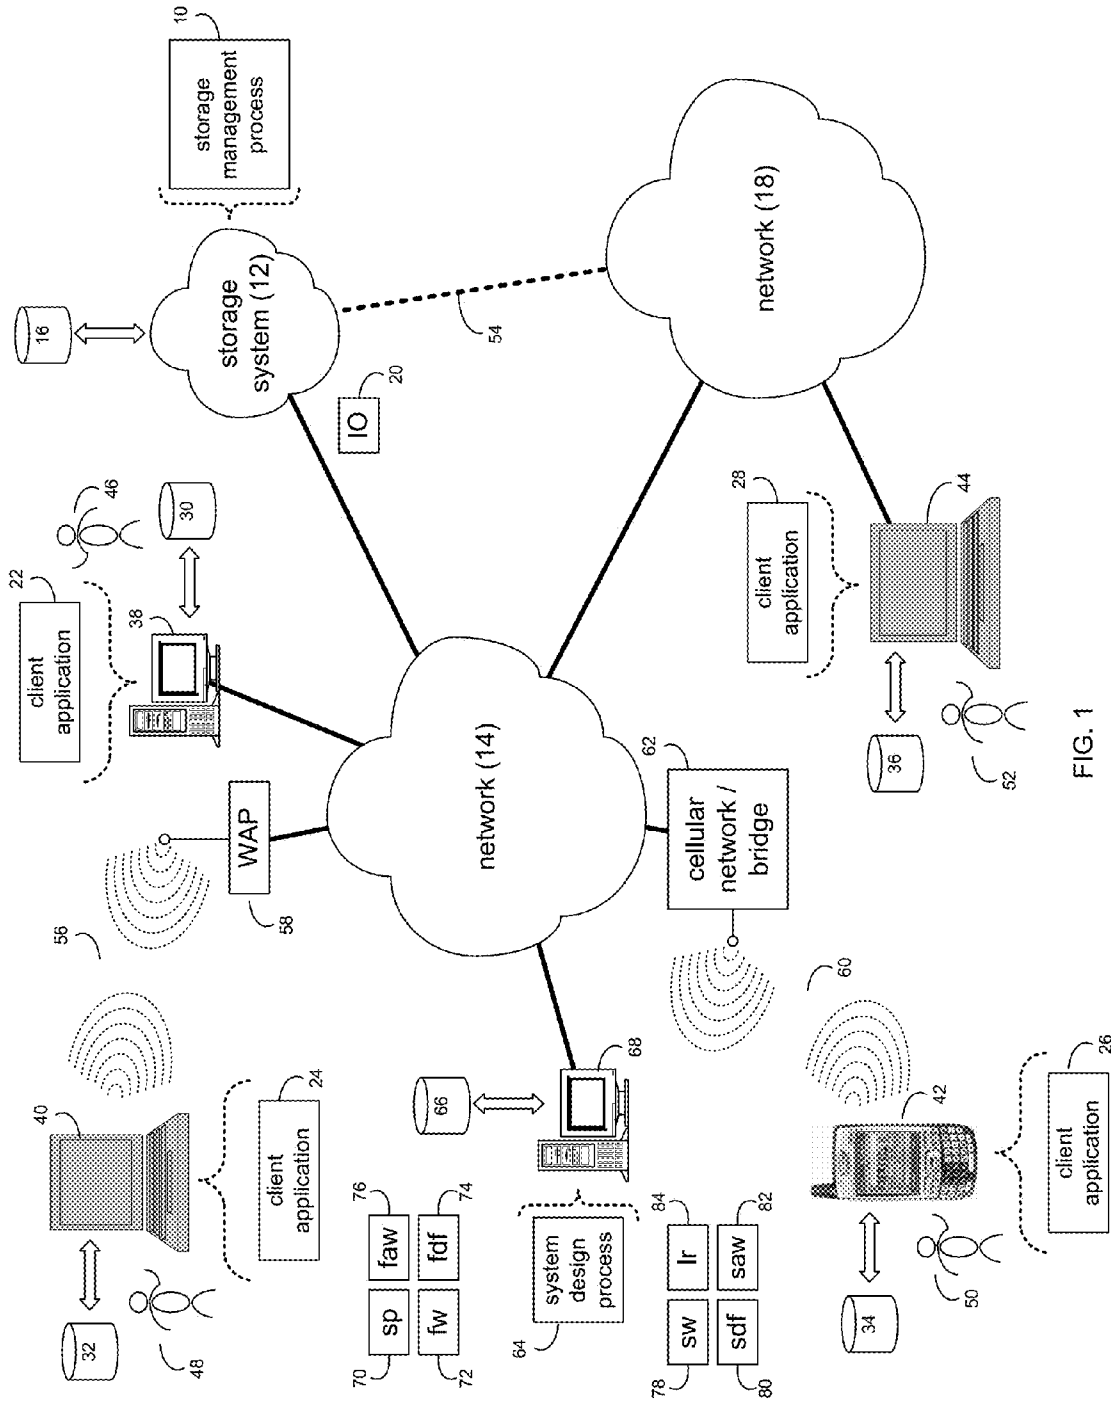 48
32
40
client
application
24
56
58
WAP
client
application
22
38
46
30
16
storage
system (12)
storage
management
process
10
70
sp
faw
76
72
fw
fdf
74
66
68
64
system
design
process
network (14)
IO
20
54
78
sw
lr
84
80
sdf
saw
82
cellular
network /
bridge
62
client
application
28
network (18)
34
50
42
60
client
application
26
36
52
44
FIG. 1